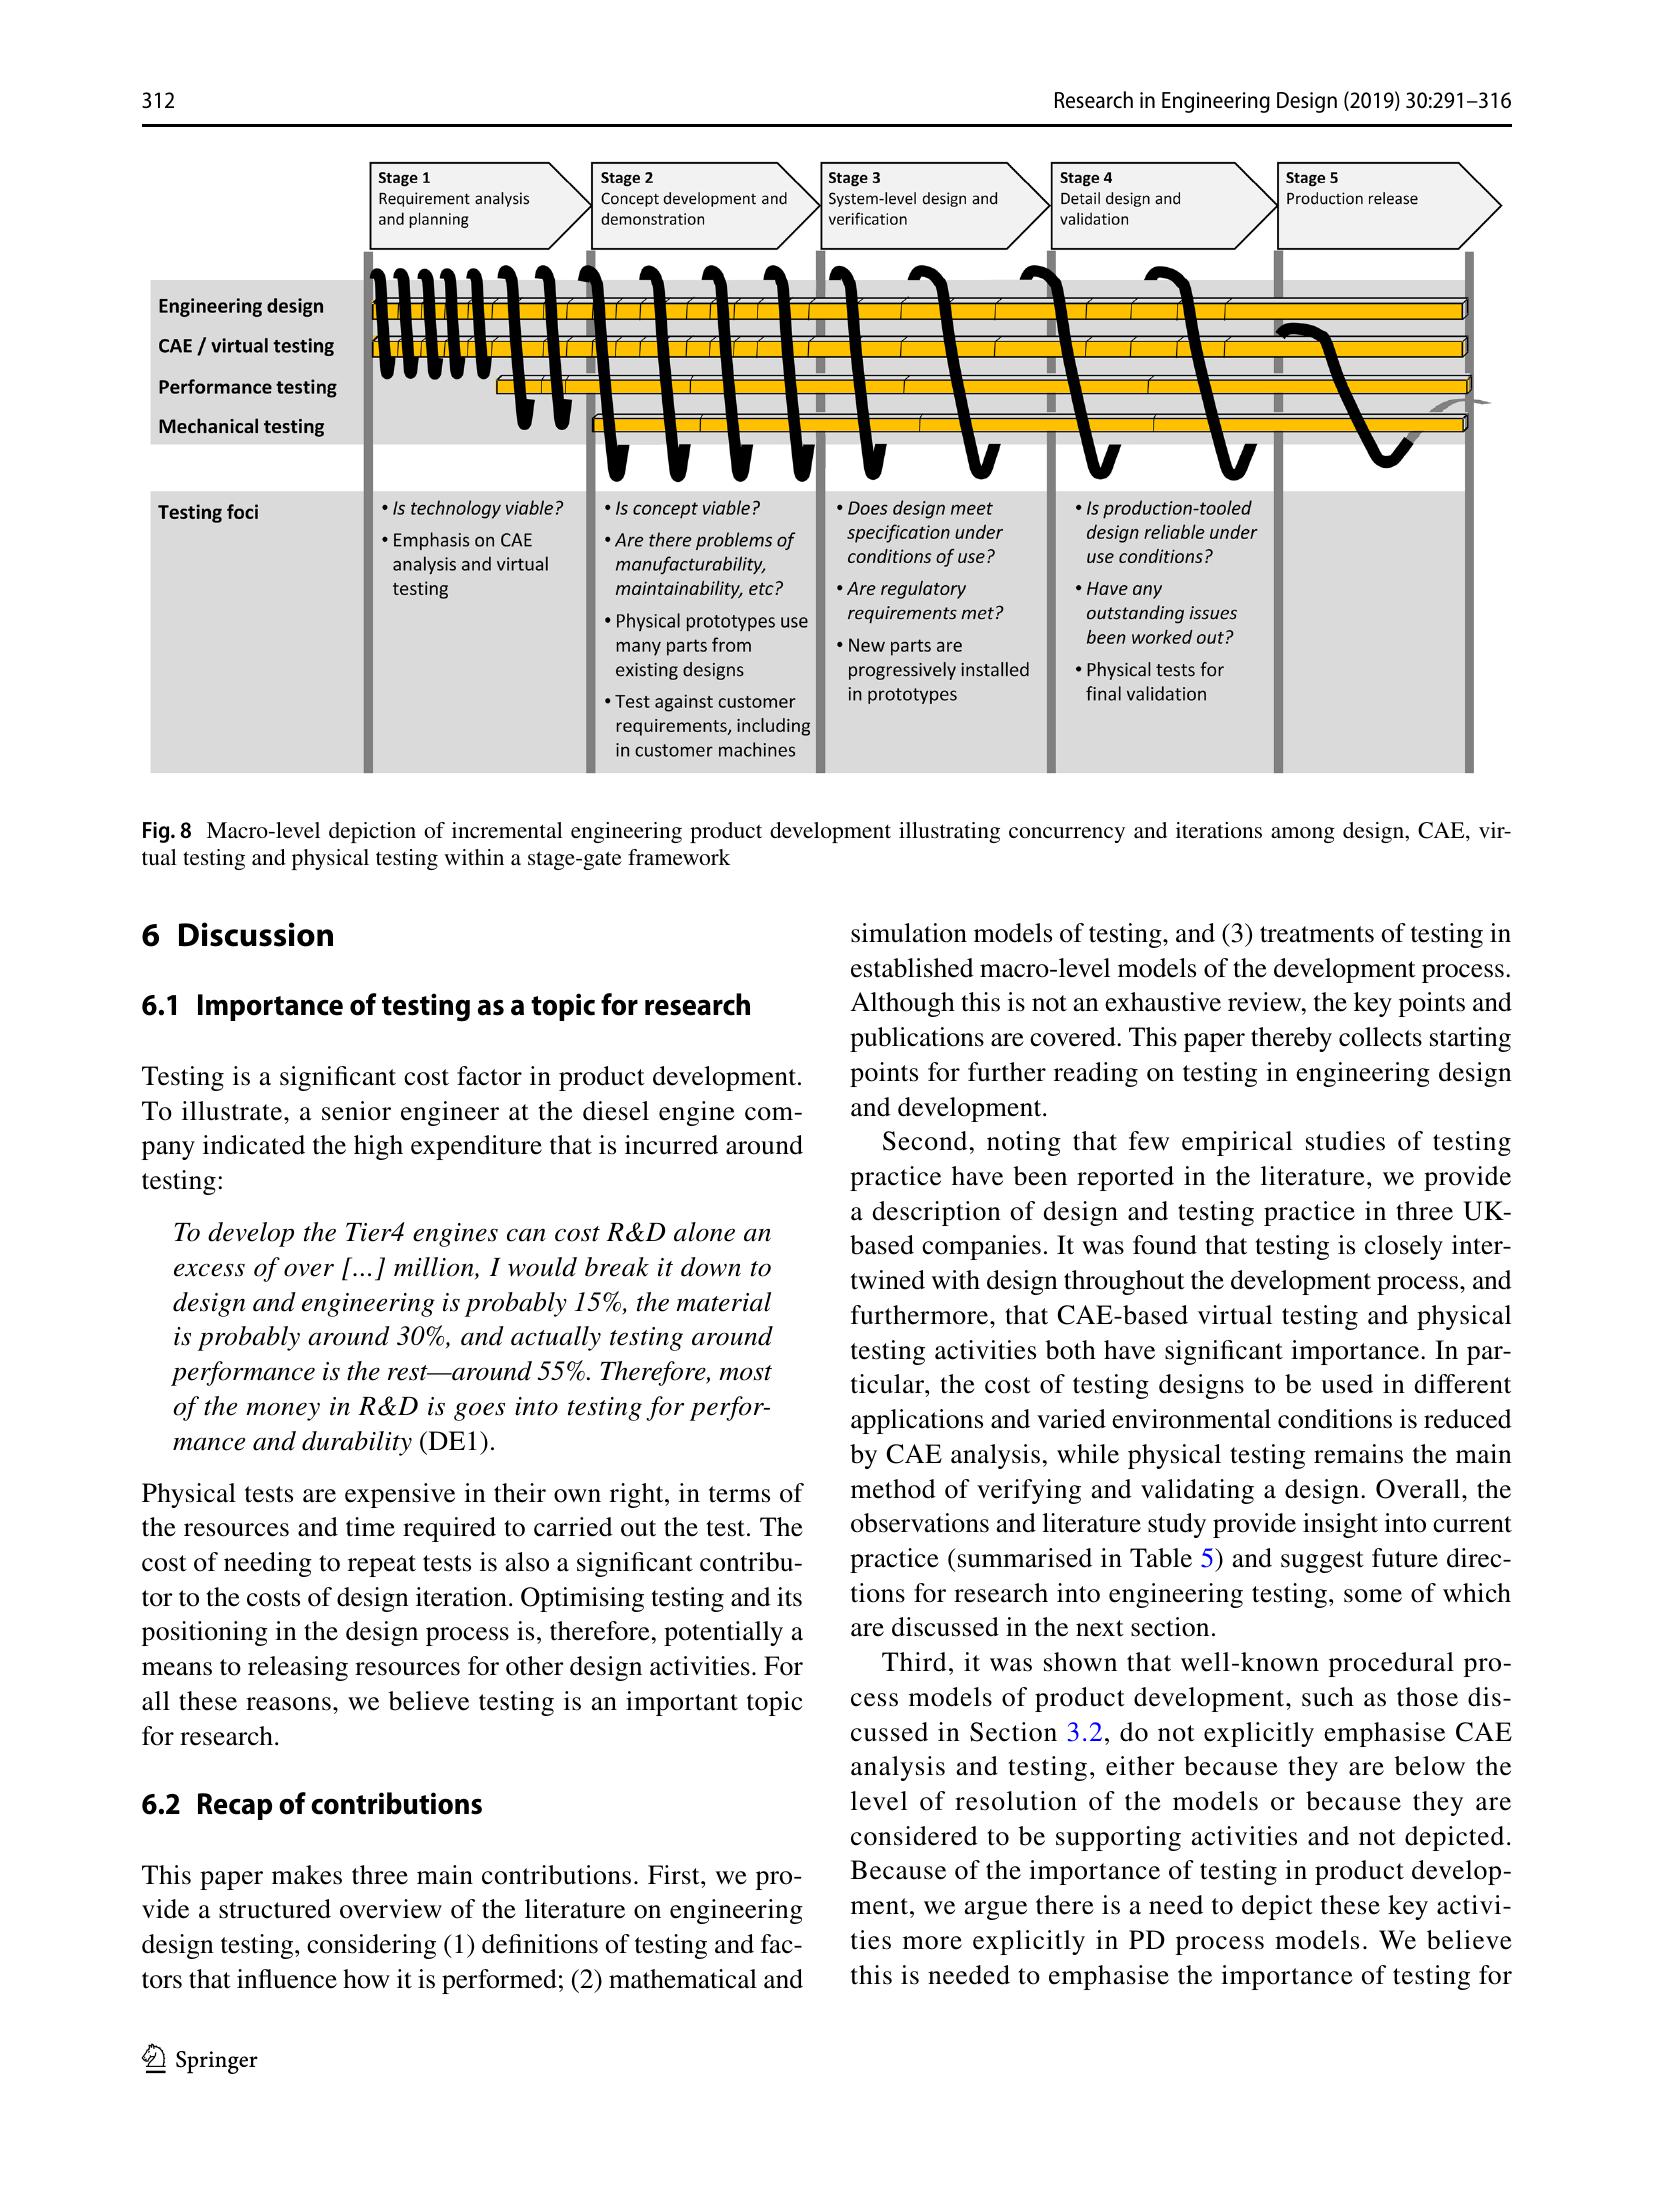 312
Research in Engineering Design (2019) 30:291–316
Stage 1
Requirement analysis
and planning
Stage 2
Concept development and
demonstration
Stage 3
System-level design and
verification
Stage 4
Detail design and
validation
Stage 5
Production release
Engineering design
CAE / virtual testing
Performance testing
Mechanical testing
Testing foci
• Is technology viable?
• Emphasis on CAE
analysis and virtual
testing
• Is concept viable?
• Are there problems of
manufacturability,
maintainability, etc?
• Physical prototypes use
many parts from
existing designs
• Test against customer
requirements, including
in customer machines
• Does design meet
specification under
conditions of use?
• Are regulatory
requirements met?
• New parts are
progressively installed
in prototypes
• Is production-tooled
design reliable under
use conditions?
• Have any
outstanding issues
been worked out?
• Physical tests for
final validation
Fig. 8 Macro-level depiction of incremental engineering product development illustrating concurrency and iterations among design, CAE, vir-
tual testing and physical testing within a stage-gate framework
6 Discussion
6.1 Importance of testing as a topic for research
Testing is a significant cost factor in product development.
To illustrate, a senior engineer at the diesel engine com-
pany indicated the high expenditure that is incurred around
testing:
To develop the Tier4 engines can cost R&D alone an
excess of over [...] million, I would break it down to
design and engineering is probably 15%, the material
is probably around 30%, and actually testing around
performance is the rest—around 55%. Therefore, most
of the money in R&D is goes into testing for perfor-
mance and durability (DE1).
Physical tests are expensive in their own right, in terms of
the resources and time required to carried out the test. The
cost of needing to repeat tests is also a significant contribu-
tor to the costs of design iteration. Optimising testing and its
positioning in the design process is, therefore, potentially a
means to releasing resources for other design activities. For
all these reasons, we believe testing is an important topic
for research.
6.2 Recap of contributions
This paper makes three main contributions. First, we pro-
vide a structured overview of the literature on engineering
design testing, considering (1) definitions of testing and fac-
tors that influence how it is performed; (2) mathematical and
simulation models of testing, and (3) treatments of testing in
established macro-level models of the development process.
Although this is not an exhaustive review, the key points and
publications are covered. This paper thereby collects starting
points for further reading on testing in engineering design
and development.
Second, noting that few empirical studies of testing
practice have been reported in the literature, we provide
a description of design and testing practice in three UK-
based companies. It was found that testing is closely inter-
twined with design throughout the development process, and
furthermore, that CAE-based virtual testing and physical
testing activities both have significant importance. In par-
ticular, the cost of testing designs to be used in different
applications and varied environmental conditions is reduced
by CAE analysis, while physical testing remains the main
method of verifying and validating a design. Overall, the
observations and literature study provide insight into current
practice (summarised in Table 5) and suggest future direc-
tions for research into engineering testing, some of which
are discussed in the next section.
Third, it was shown that well-known procedural pro-
cess models of product development, such as those dis-
cussed in Section 3.2, do not explicitly emphasise CAE
analysis and testing, either because they are below the
level of resolution of the models or because they are
considered to be supporting activities and not depicted.
Because of the importance of testing in product develop-
ment, we argue there is a need to depict these key activi-
ties more explicitly in PD process models. We believe
this is needed to emphasise the importance of testing for
Springer